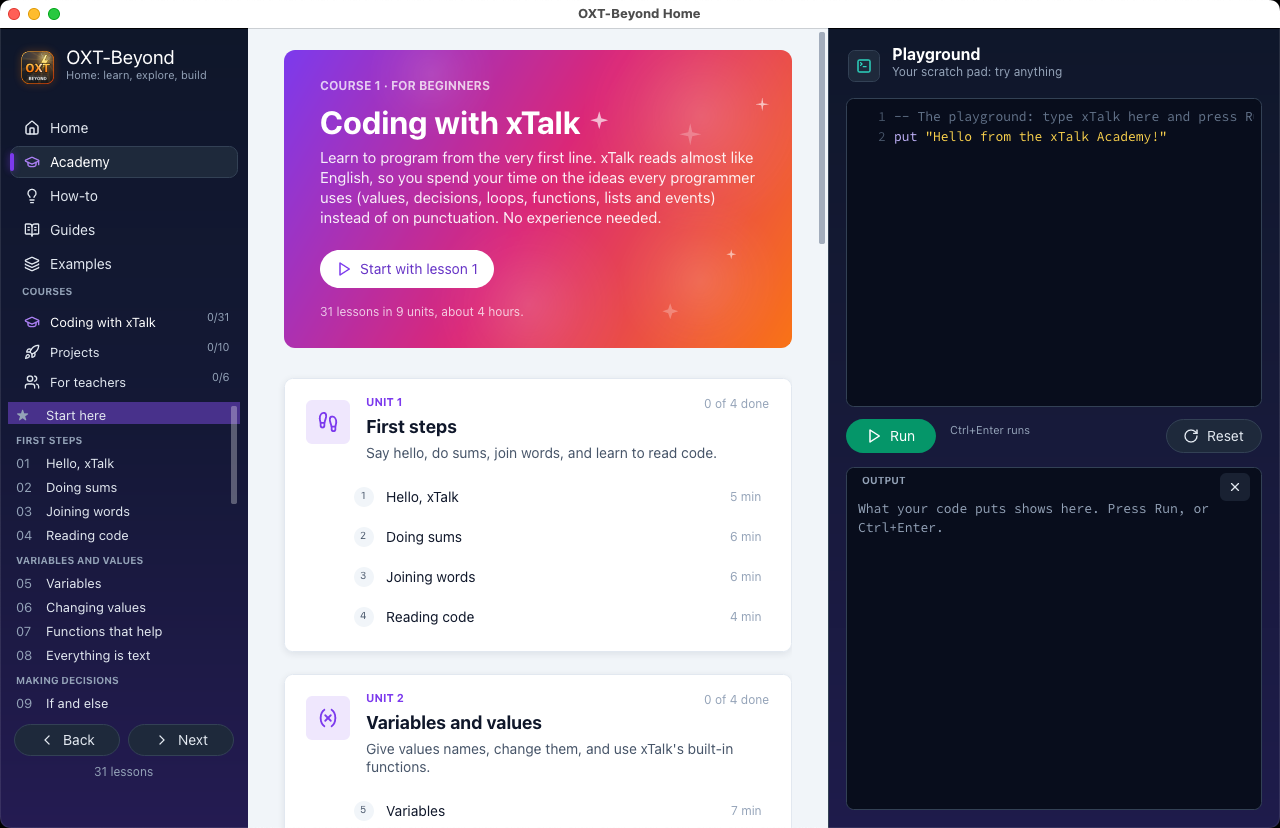 OXT-Beyond Home
OXT
BEYOND
OXT-Beyond
Home: learn, explore, build
Home
Academy
How-to
Guides
Examples
COURSES
Coding with xTalk 0/31
Projects 0/10
For teachers 0/6
Start here
FIRST STEPS
01 Hello, xTalk
02 Doing sums
03 Joining words
04 Reading code
VARIABLES AND VALUES
05 Variables
06 Changing values
07 Functions that help
08 Everything is text
MAKING DECISIONS
09 If and else
Back Next
31 lessons
COURSE 1 · FOR BEGINNERS
Coding with xTalk
Learn to program from the very first line. xTalk reads almost like
English, so you spend your time on the ideas every programmer
uses (values, decisions, loops, functions, lists and events)
instead of on punctuation. No experience needed.
Start with lesson 1
31 lessons in 9 units, about 4 hours.
UNIT 1 0 of 4 done
First steps
Say hello, do sums, join words, and learn to read code.
1 Hello, xTalk 5 min
2 Doing sums 6 min
3 Joining words 6 min
4 Reading code 4 min
UNIT 2 0 of 4 done
Variables and values
Give values names, change them, and use xTalk's built-in
functions.
5 Variables 7 min
Playground
Your scratch pad: try anything
1 -- The playground: type xTalk here and press R
2 put "Hello from the xTalk Academy!"
Run Ctrl+Enter runs Reset
OUTPUT
What your code puts shows here. Press Run, or
Ctrl+Enter.